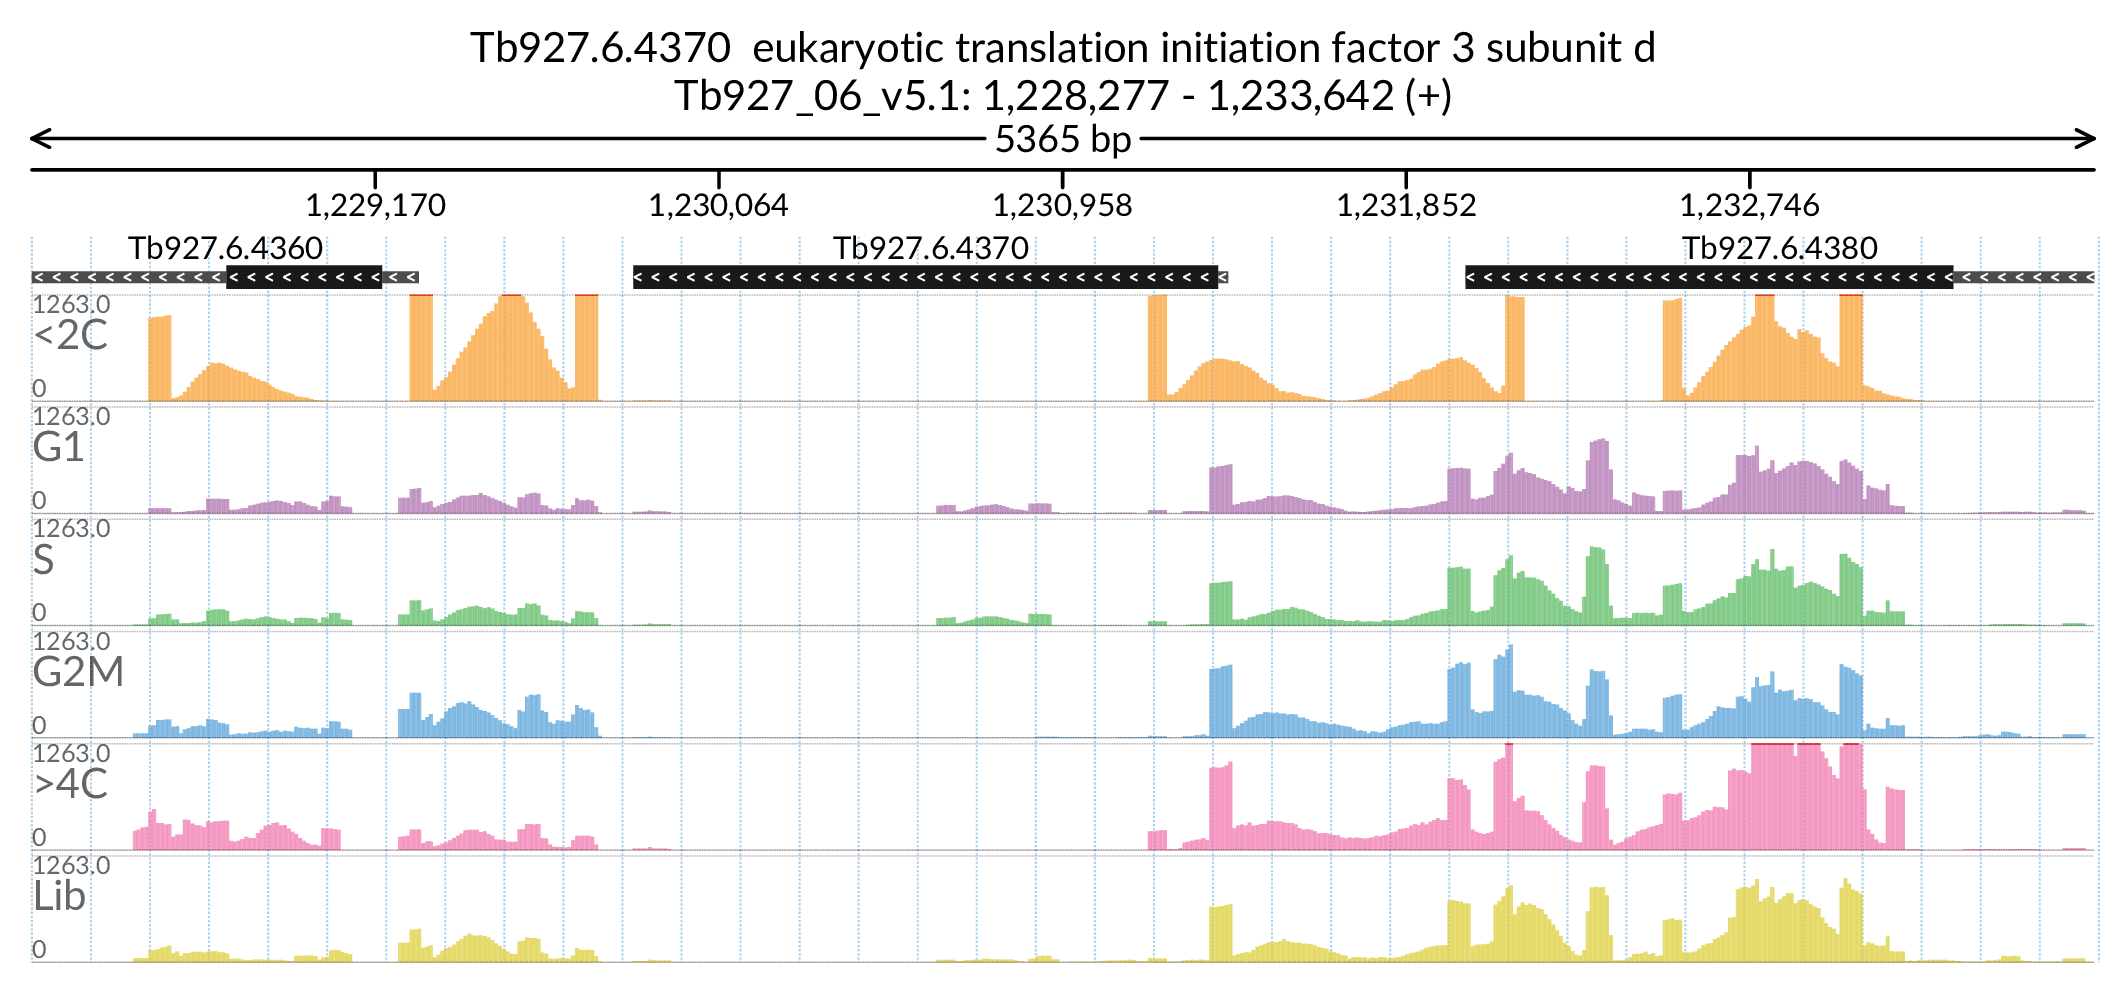 Tb927.6.4370 eukaryotic translation initiation factor 3 subunit d
Tb927_06_v5.1: 1,228,277 - 1,233,642 (+)
5365 bp
1,229,170 1,230,064 1,230,958 1,231,852 1,232,746
Tb927.6.4360 Tb927.6.4370 Tb927.6.4380
1263.0
<2C
0
1263.0
G1
0
1263.0
S
0
1263.0
G2M
0
1263.0
>4C
0
1263.0
Lib
0